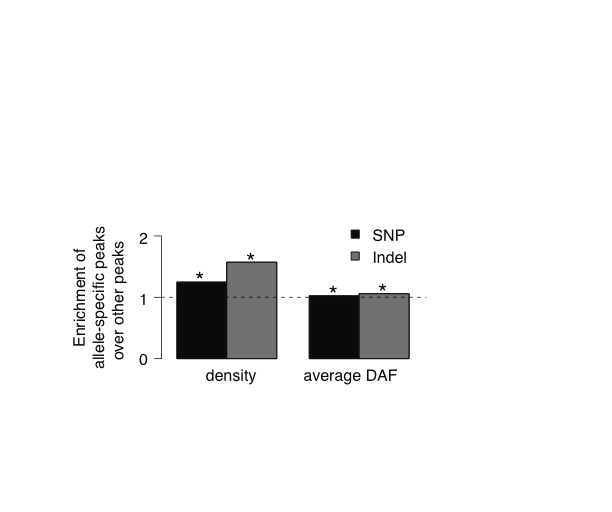 Enrichment of
allele-specific peaks
over other peaks
2
1
0
SNP
Indel
*
*
*
*
density
average DAF